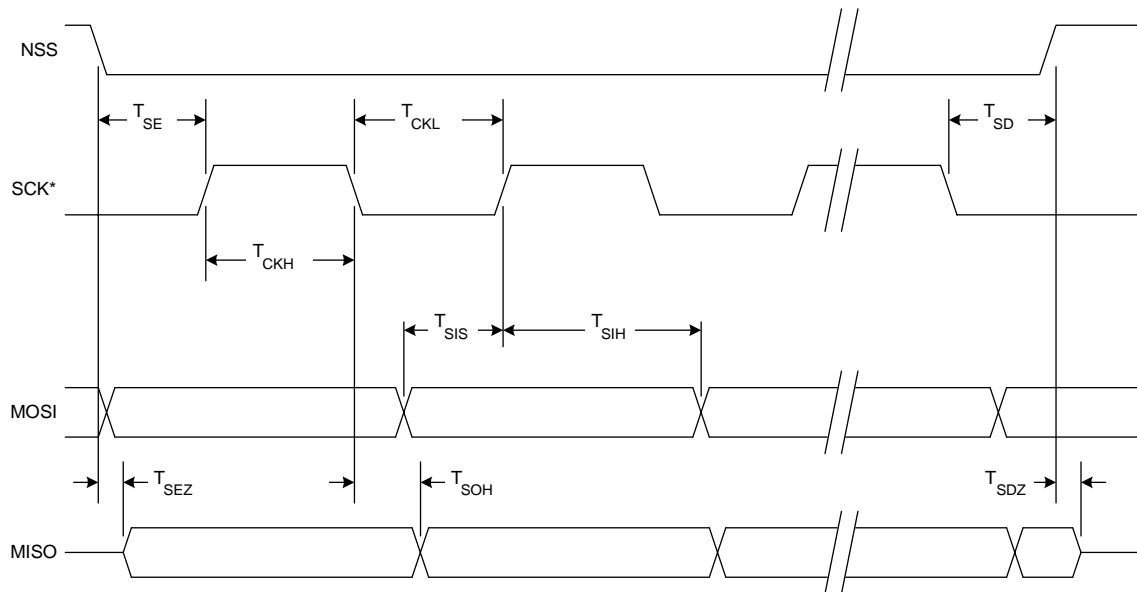 NSS
T_SE
T_CKL
T_SD
SCK*
T_CKH
T_SIS
T_SIH
MOSI
T_SEZ
T_SOH
T_SDZ
MISO